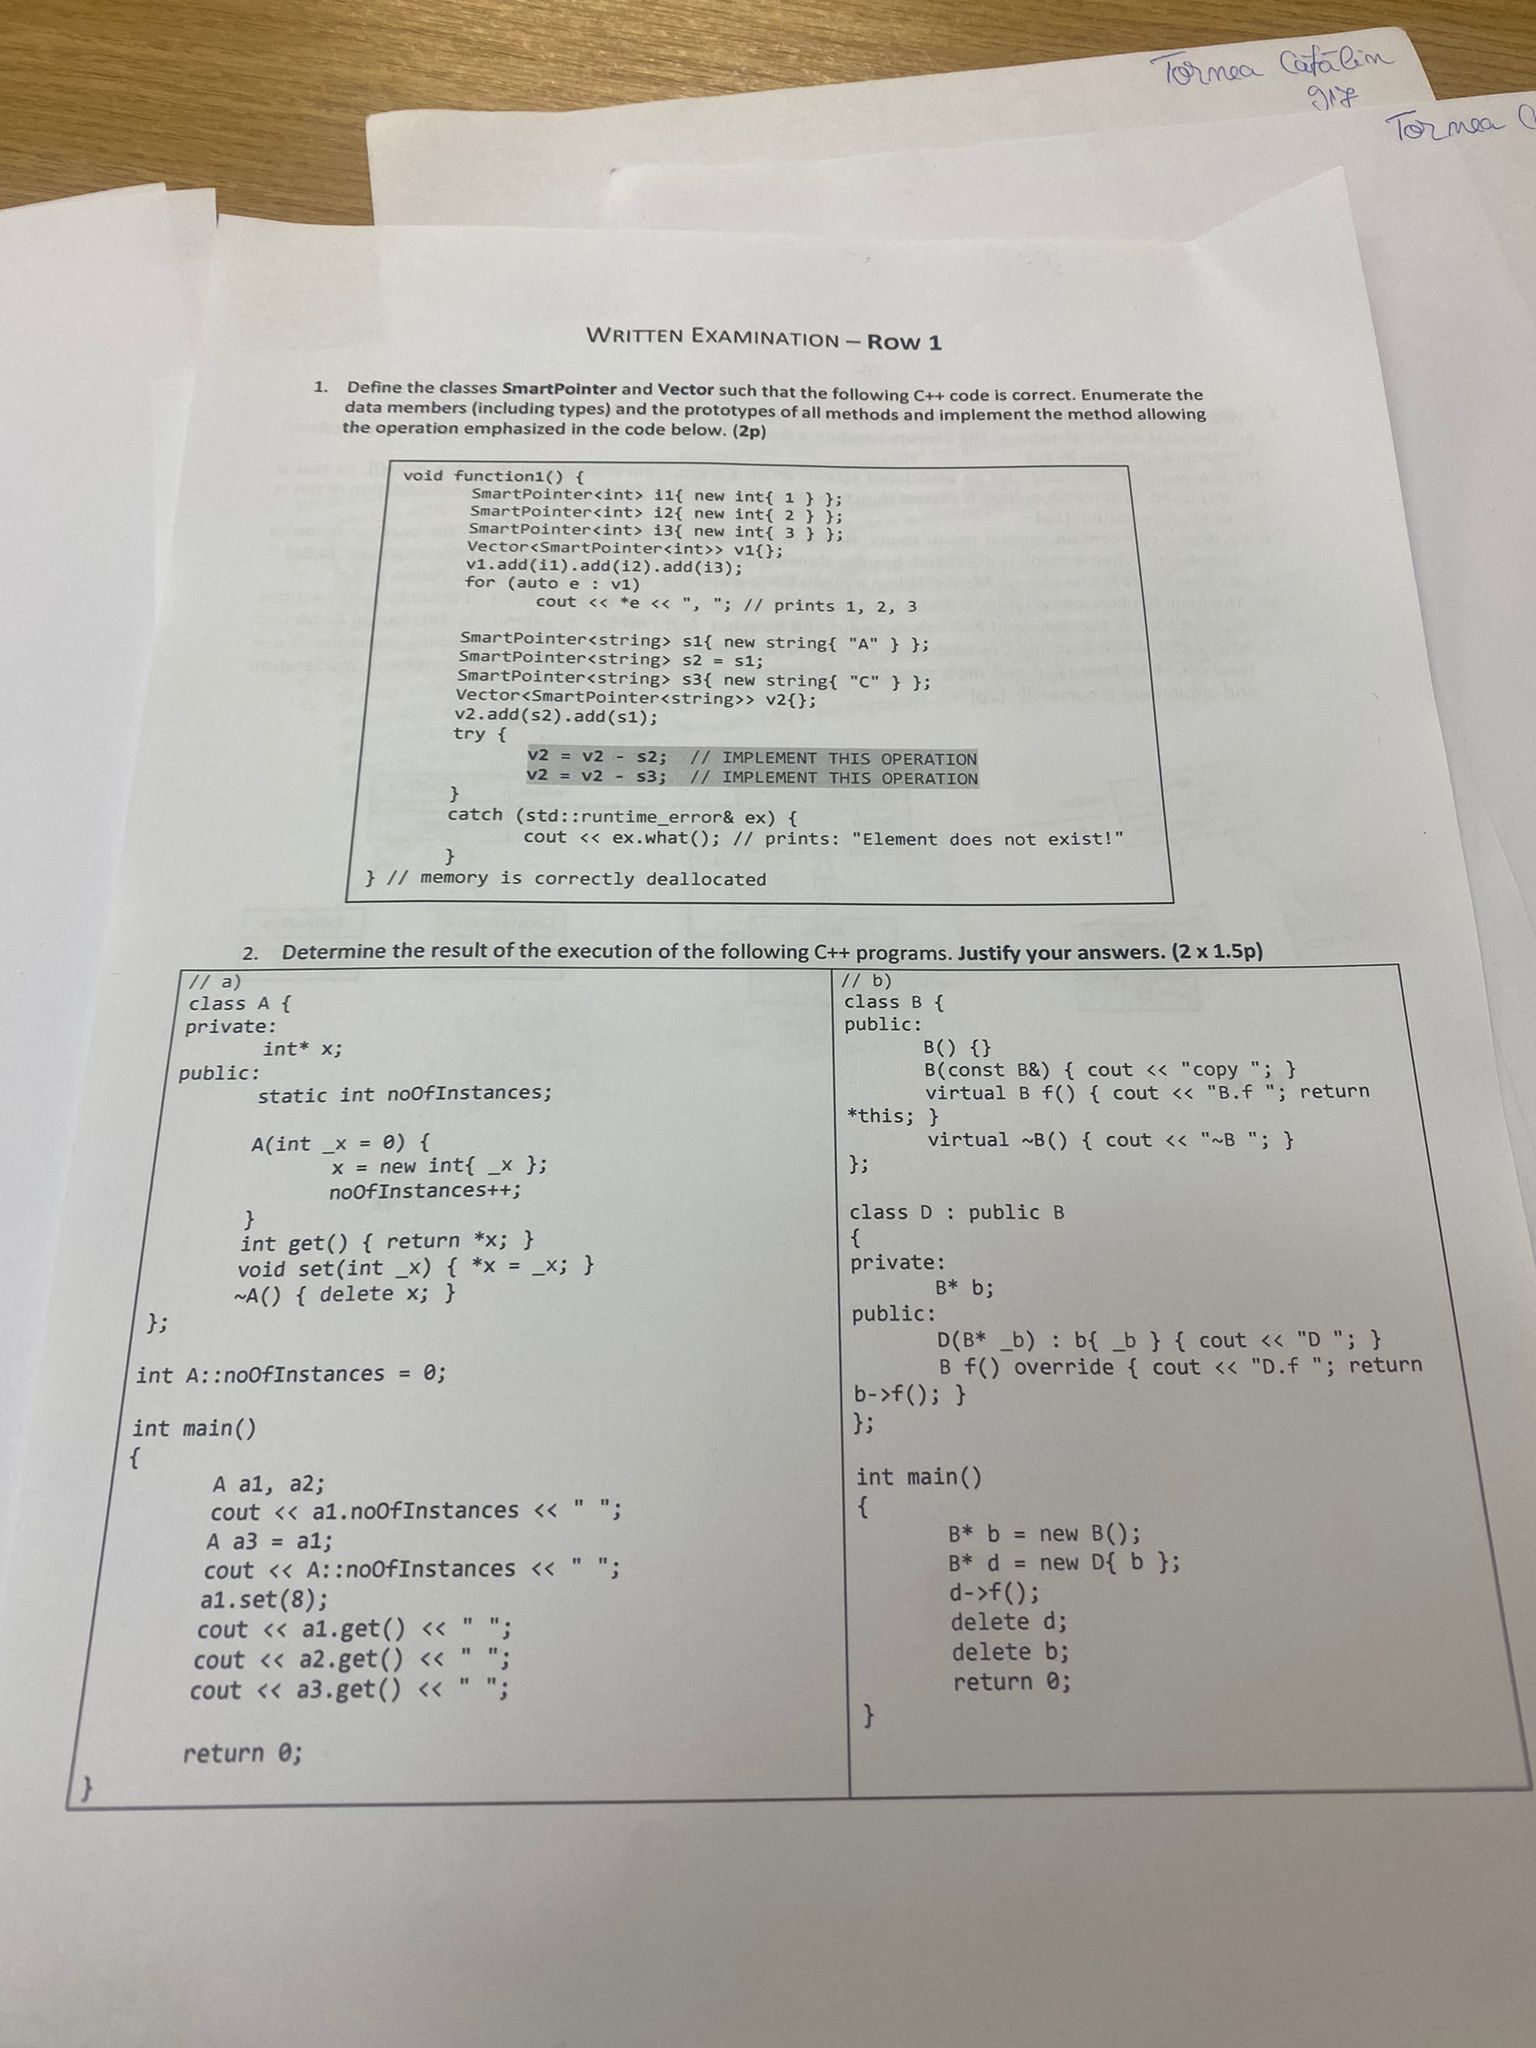 Tornea Cătălin
917
Tornea
WRITTEN EXAMINATION – ROW 1
1. Define the classes SmartPointer and Vector such that the following C++ code is correct. Enumerate the
data members (including types) and the prototypes of all methods and implement the method allowing
the operation emphasized in the code below. (2p)
void function1() {
SmartPointer<int> i1{ new int{ 1 } };
SmartPointer<int> i2{ new int{ 2 } };
SmartPointer<int> i3{ new int{ 3 } };
Vector<SmartPointer<int>> v1{};
v1.add(i1).add(i2).add(i3);
for (auto e : v1)
cout << *e << ", "; // prints 1, 2, 3
SmartPointer<string> s1{ new string{ "A" } };
SmartPointer<string> s2 = s1;
SmartPointer<string> s3{ new string{ "C" } };
Vector<SmartPointer<string>> v2{};
v2.add(s2).add(s1);
try {
v2 = v2 - s2; // IMPLEMENT THIS OPERATION
v2 = v2 - s3; // IMPLEMENT THIS OPERATION
}
catch (std::runtime_error& ex) {
cout << ex.what(); // prints: "Element does not exist!"
}
} // memory is correctly deallocated
2. Determine the result of the execution of the following C++ programs. Justify your answers. (2 x 1.5p)
// a)
class A {
private:
int* x;
public:
static int noOfInstances;
A(int _x = 0) {
x = new int{ _x };
noOfInstances++;
}
int get() { return *x; }
void set(int _x) { *x = _x; }
~A() { delete x; }
};
int A::noOfInstances = 0;
int main()
{
A a1, a2;
cout << a1.noOfInstances << " ";
A a3 = a1;
cout << A::noOfInstances << " ";
a1.set(8);
cout << a1.get() << " ";
cout << a2.get() << " ";
cout << a3.get() << " ";
return 0;
}
// b)
class B {
public:
B() {}
B(const B&) { cout << "copy "; }
virtual B f() { cout << "B.f "; return
*this; }
virtual ~B() { cout << "~B "; }
};
class D : public B
{
private:
B* b;
public:
D(B* _b) : b{ _b } { cout << "D "; }
B f() override { cout << "D.f "; return
b->f(); }
};
int main()
{
B* b = new B();
B* d = new D{ b };
d->f();
delete d;
delete b;
return 0;
}